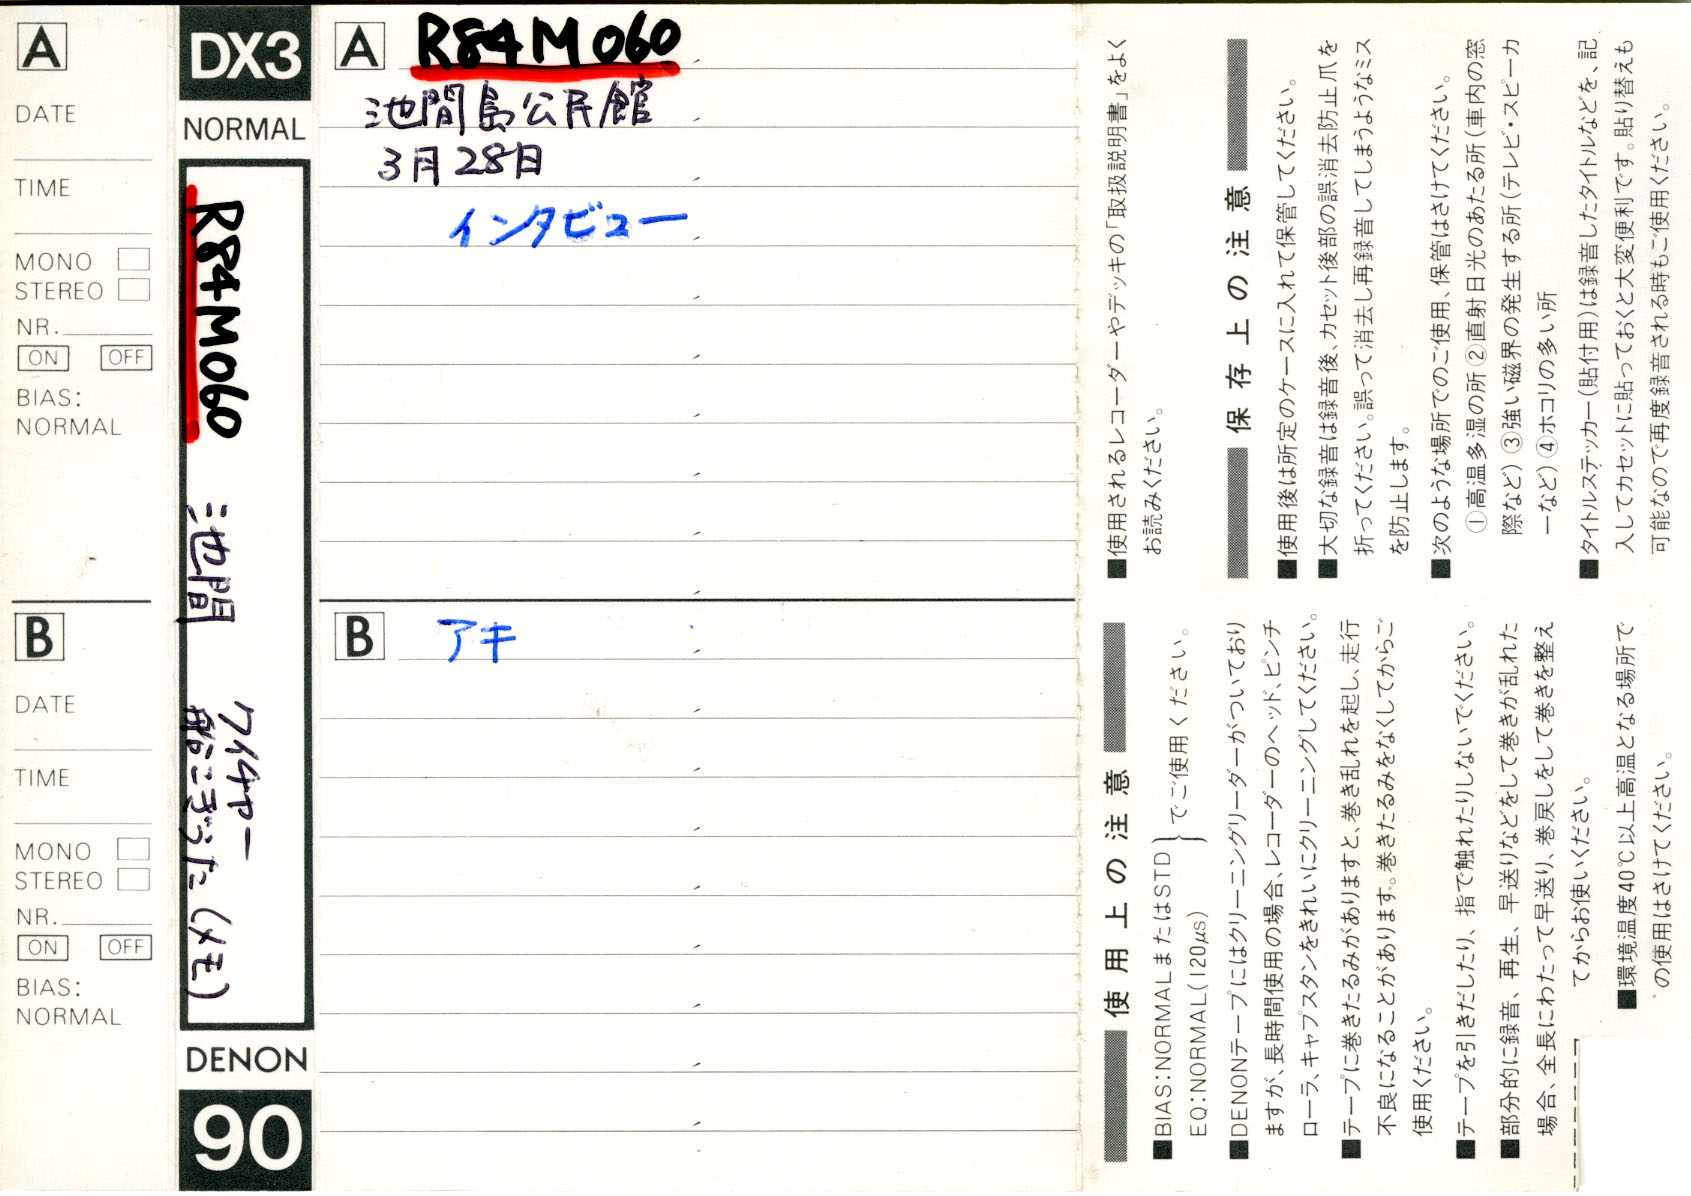 A
DATE
TIME
MONO
STEREO
NR.
ON OFF
BIAS:
NORMAL
B
DATE
TIME
MONO
STEREO
NR.
ON OFF
BIAS:
NORMAL
DX3
NORMAL
R84M060
池間
クイチャー
船こぎうた(メモ)
DENON
90
A R84M060
池間島公民館
3月28日
インタビュー
B アキ
■使用されるレコーダーやデッキの「取扱説明書」をよく
お読みください。
保存上の注意
■使用後は所定のケースに入れて保管してください。
■大切な録音は録音後、カセット後部の誤消去防止爪を
折ってください。誤って消去し再録音してしまうようなミス
を防止します。
■次のような場所でのご使用、保管はさけてください。
①高温多湿の所②直射日光のあたる所(車内の窓
際など)③強い磁界の発生する所(テレビ・スピーカ
ーなど)④ホコリの多い所
■タイトルステッカー(貼付用)は録音したタイトルなどを、記
入してカセットに貼っておくと大変便利です。貼り替えも
可能なので再度録音される時もご使用ください。
使用上の注意
■BIAS:NORMALまたはSTD
EQ:NORMAL(120μs)
}でご使用ください。
■DENONテープにはクリーニングリーダーがついており
ますが、長時間使用の場合、レコーダーのヘッド、ピンチ
ローラ、キャプスタンをきれいにクリーニングしてください。
■テープに巻きたるみがありますと、巻き乱れを起し、走行
不良になることがあります。巻きたるみをなくしてからご
使用ください。
■テープを引きだしたり、指で触れたりしないでください。
■部分的に録音、再生、早送りなどをして巻きが乱れた
場合、全長にわたって早送り、巻戻しをして巻きを整え
てからお使いください。
■環境温度40℃以上高温となる場所で
の使用はさけてください。